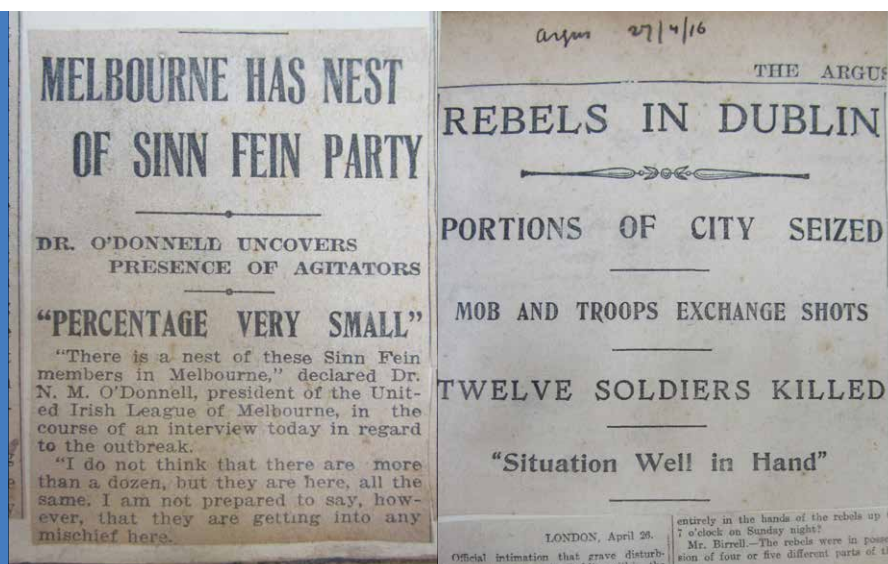 MELBOURNE HAS NEST
OF SINN FEIN PARTY
DR. O'DONNELL UNCOVERS
PRESENCE OF AGITATORS
"PERCENTAGE VERY SMALL"
"There is a nest of these Sinn Fein
members in Melbourne," declared Dr.
N. M. O'Donnell, president of the Unit-
ed Irish League of Melbourne, in the
course of an interview today in regard
to the outbreak.
"I do not think that there are more
than a dozen, but they are here, all the
same. I am not prepared to say, how-
ever, that they are getting into any
mischief here.
argus 27/4/16
THE ARGUS
REBELS IN DUBLIN
PORTIONS OF CITY SEIZED
MOB AND TROOPS EXCHANGE SHOTS
TWELVE SOLDIERS KILLED
"Situation Well in Hand"
LONDON, April 26.
Official intimation that grave disturb-
entirely in the hands of the rebels up
7 o'clock on Sunday night?
Mr. Birrell.—The rebels were in
sion of four or five different parts of